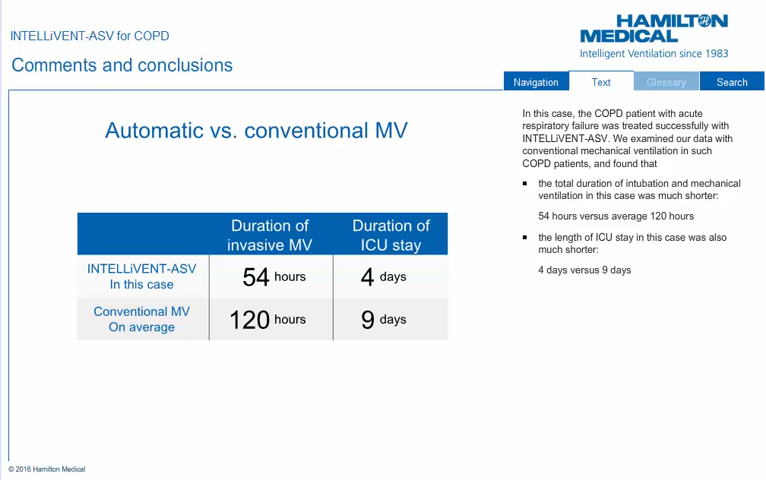 INTELLiVENT-ASV for COPD
HAMILTON
MEDICAL
Intelligent Ventilation since 1983
Comments and conclusions
Navigation
Text
Glossary
Search
Automatic vs. conventional MV
Duration of
invasive MV
Duration of
ICU stay
INTELLiVENT-ASV
In this case
54 hours
4 days
Conventional MV
On average
120 hours
9 days
In this case, the COPD patient with acute
respiratory failure was treated successfully with
INTELLiVENT-ASV. We examined our data with
conventional mechanical ventilation in such
COPD patients, and found that
■ the total duration of intubation and mechanical
ventilation in this case was much shorter:
54 hours versus average 120 hours
■ the length of ICU stay in this case was also
much shorter:
4 days versus 9 days
© 2016 Hamilton Medical